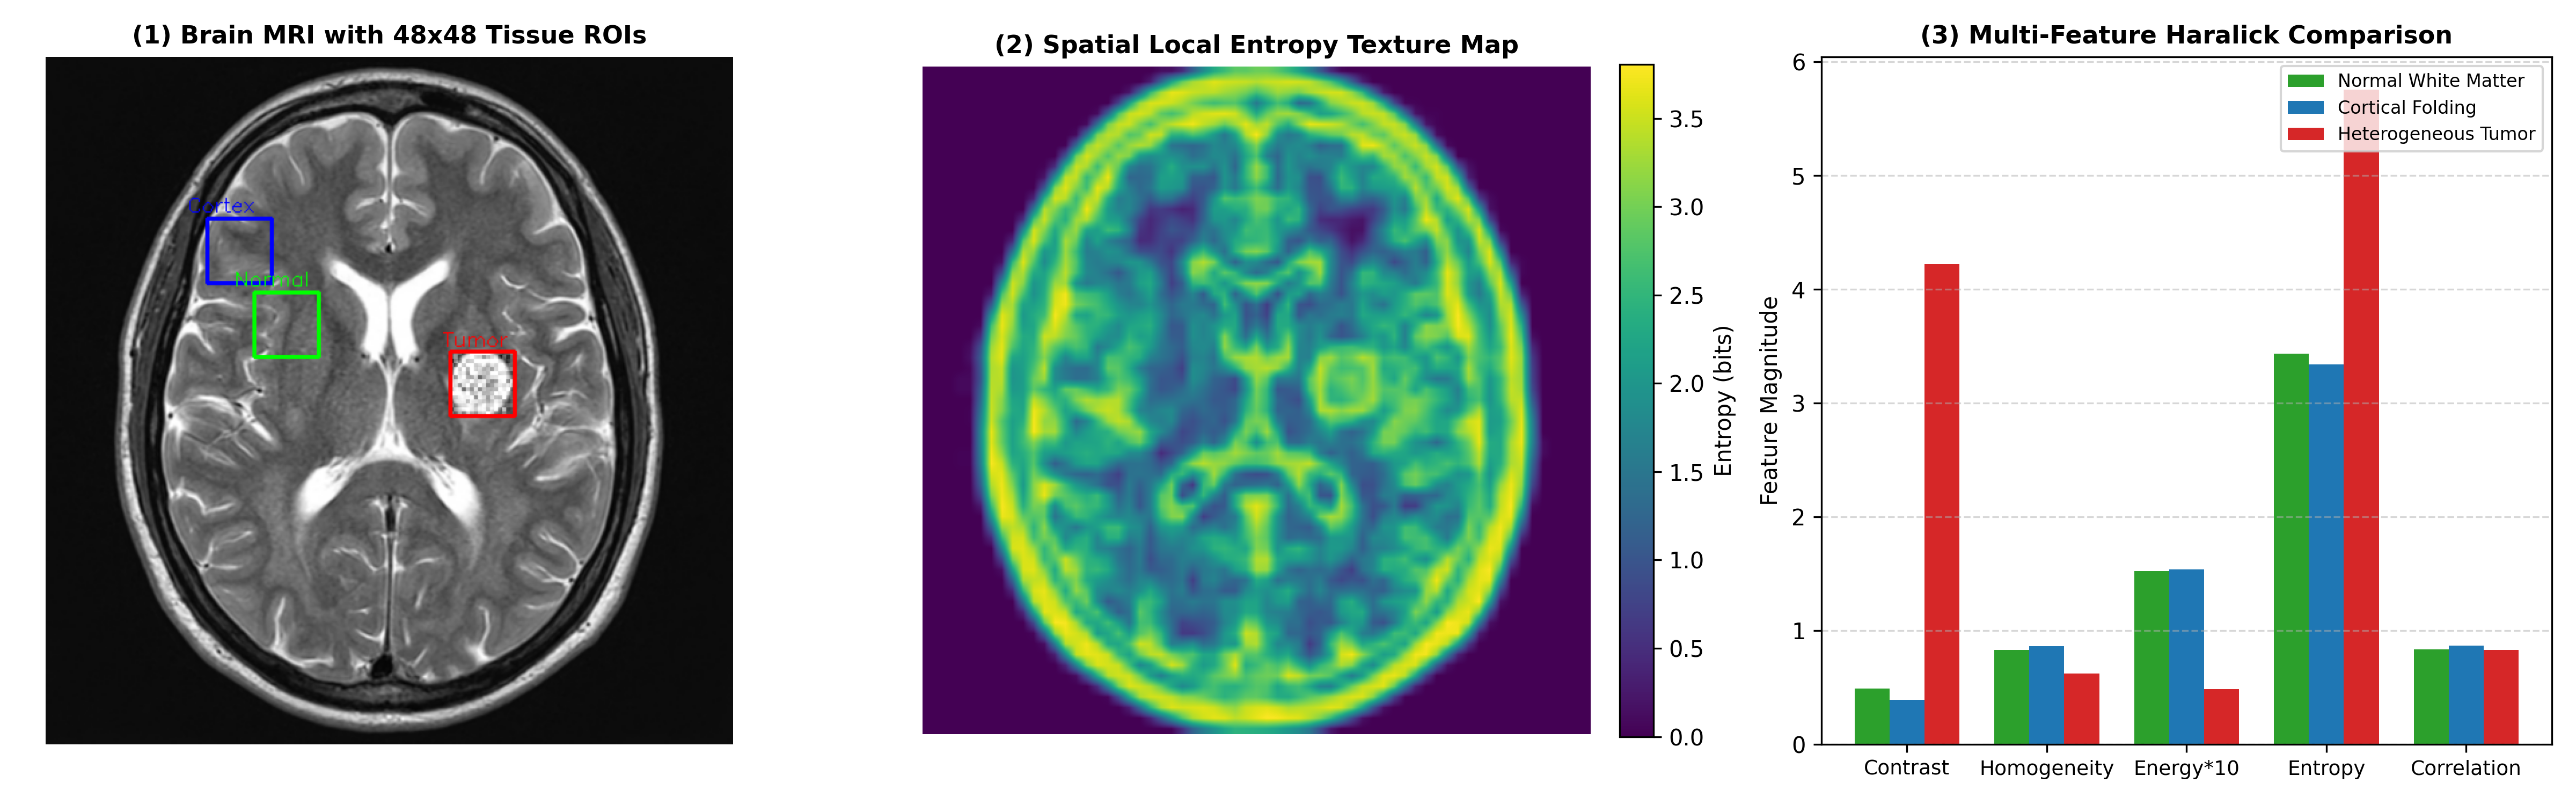 (1) Brain MRI with 48x48 Tissue ROIs
Cortex
Normal
Tumor
(2) Spatial Local Entropy Texture Map
3.5
3.0
2.5
2.0
1.5
1.0
0.5
0.0
Entropy (bits)
(3) Multi-Feature Haralick Comparison
Normal White Matter
Cortical Folding
Heterogeneous Tumor
Feature Magnitude
6
5
4
3
2
1
0
Contrast
Homogeneity
Energy*10
Entropy
Correlation